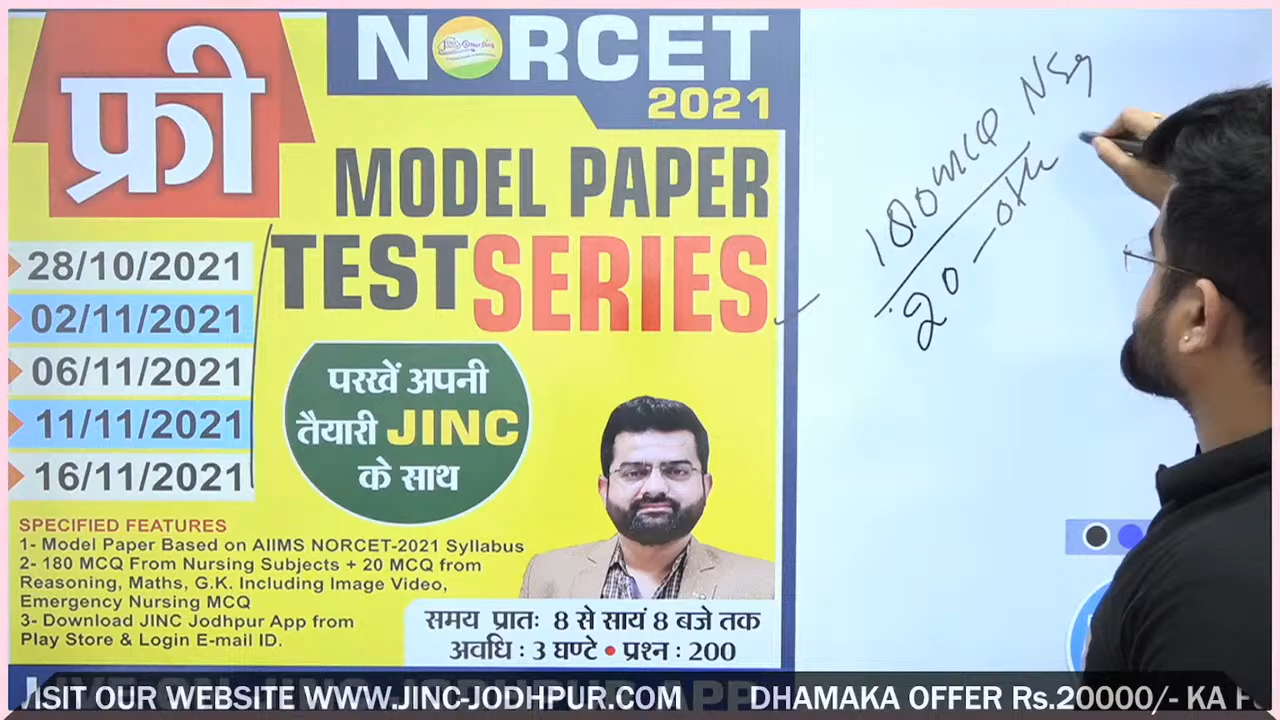 फ्री
NORCET
2021
MODEL PAPER
TEST SERIES
28/10/2021
02/11/2021
06/11/2021
11/11/2021
16/11/2021
परखें अपनी
तैयारी JINC
के साथ
SPECIFIED FEATURES
1- Model Paper Based on AIIMS NORCET-2021 Syllabus
2- 180 MCQ From Nursing Subjects + 20 MCQ from
Reasoning, Maths, G.K. Including Image Video,
Emergency Nursing MCQ
3- Download JINC Jodhpur App from
Play Store & Login E-mail ID.
समय प्रातः 8 से सायं 8 बजे तक
अवधि : 3 घण्टे • प्रश्न : 200
180 MCQ NSg
20 - oth
ISIT OUR WEBSITE WWW.JINC-JODHPUR.COM DHAMAKA OFFER Rs.20000/- KA